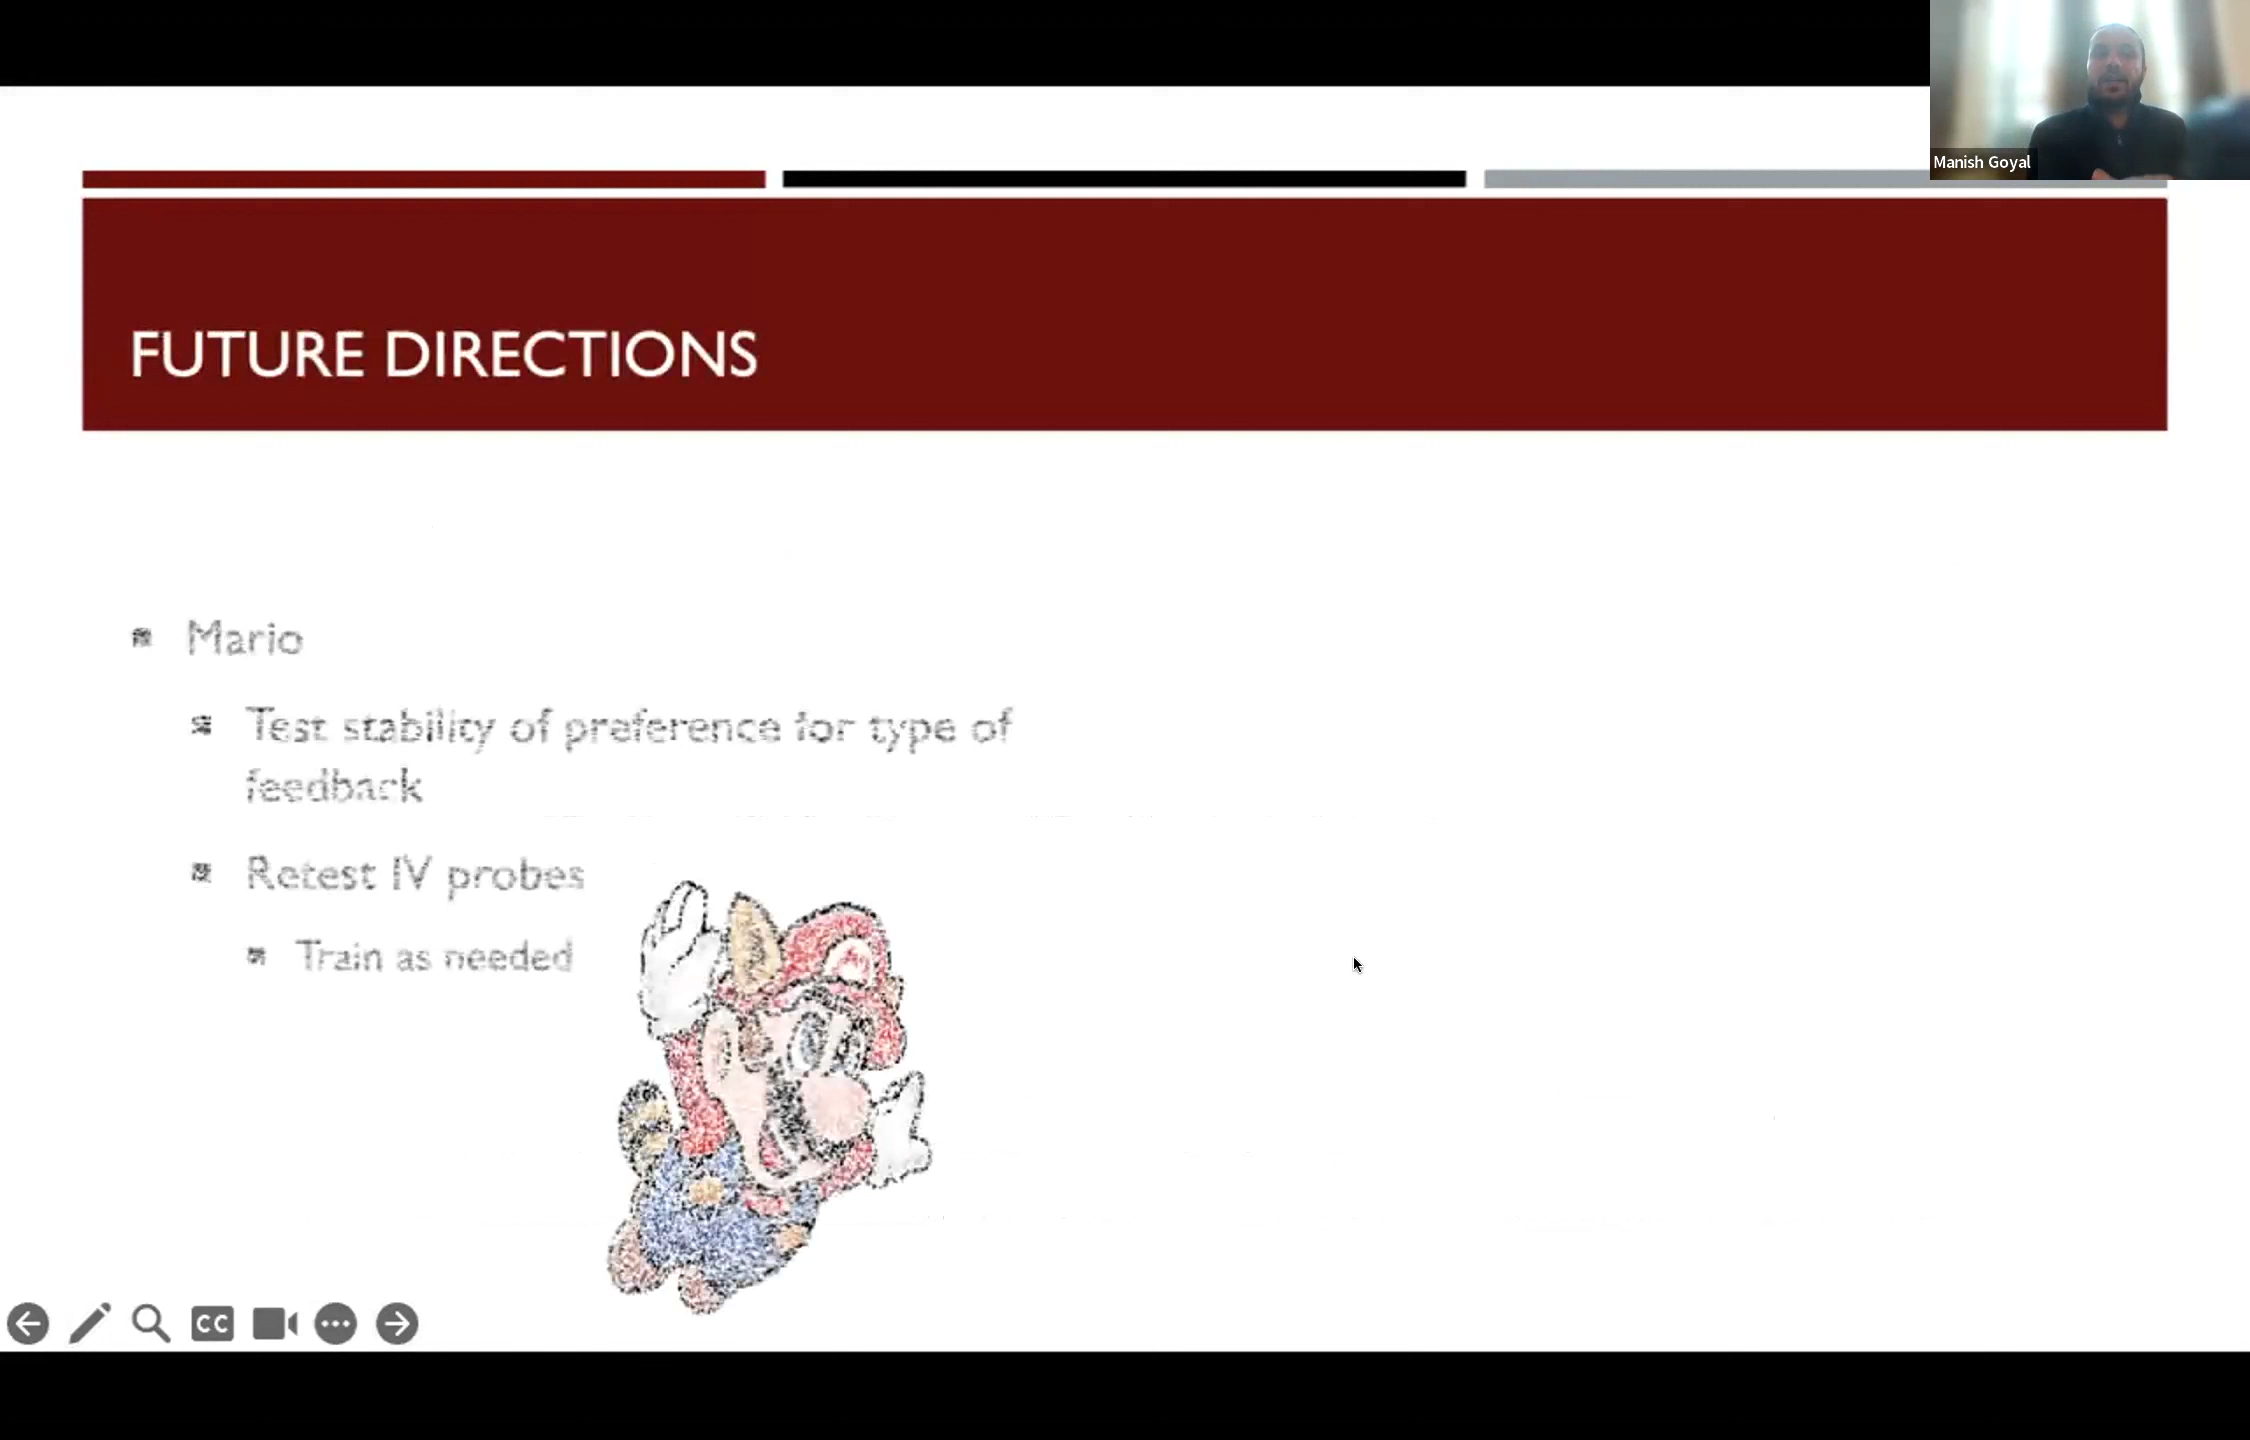 Manish Goyal
FUTURE DIRECTIONS
Mario
Test stability of preference for type of
feedback
Retest IV probes
Train as needed
CC